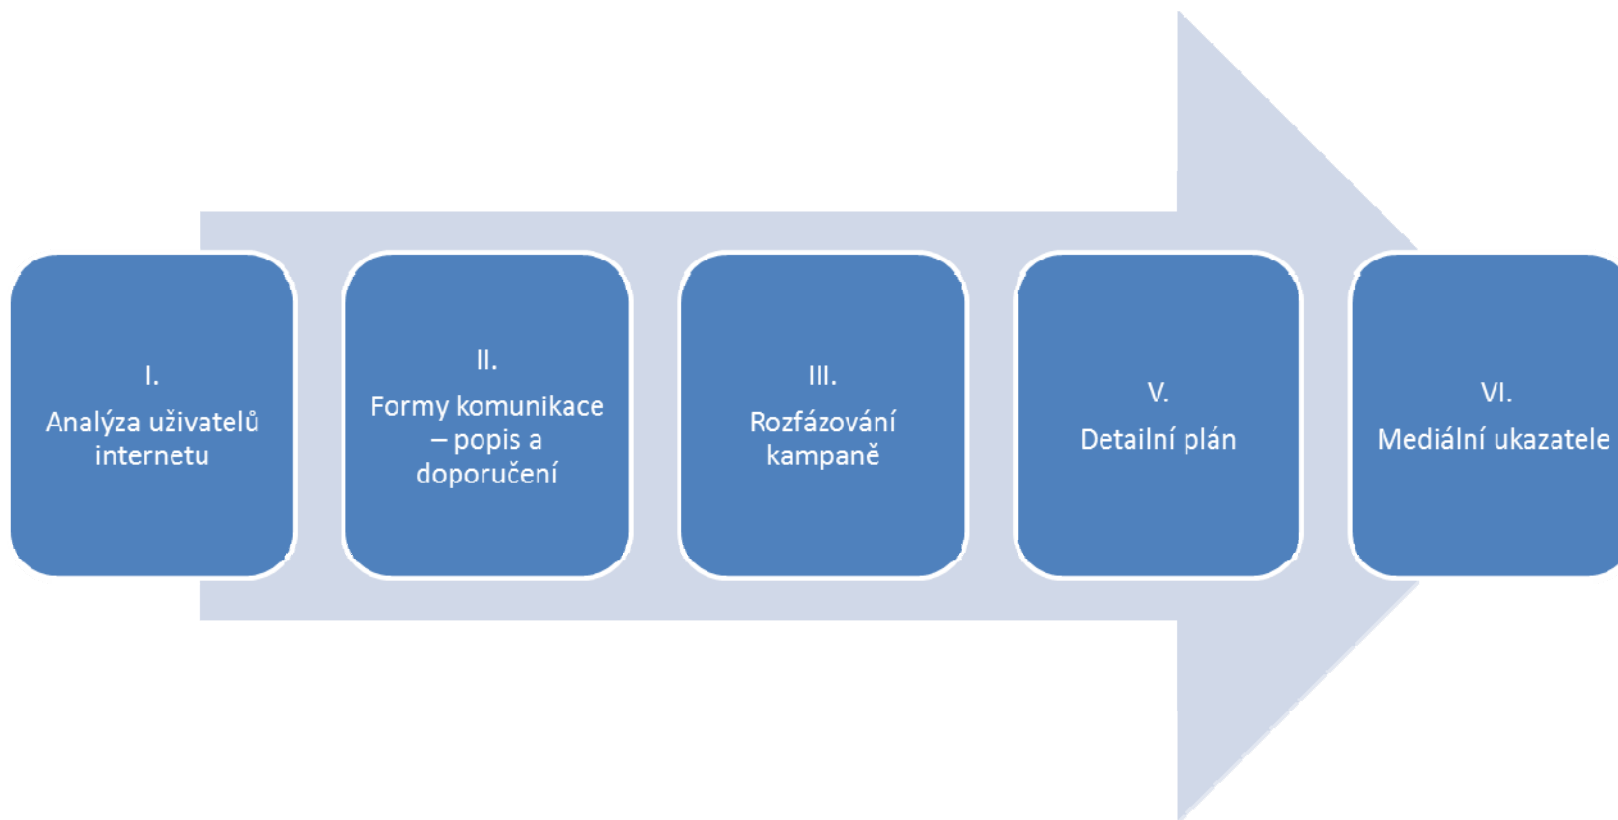 I.
Analýza uživatelů
internetu
II.
Formy komunikace
– popis a
doporučení
III.
Rozfázování
kampaně
V.
Detailní plán
VI.
Mediální ukazatele